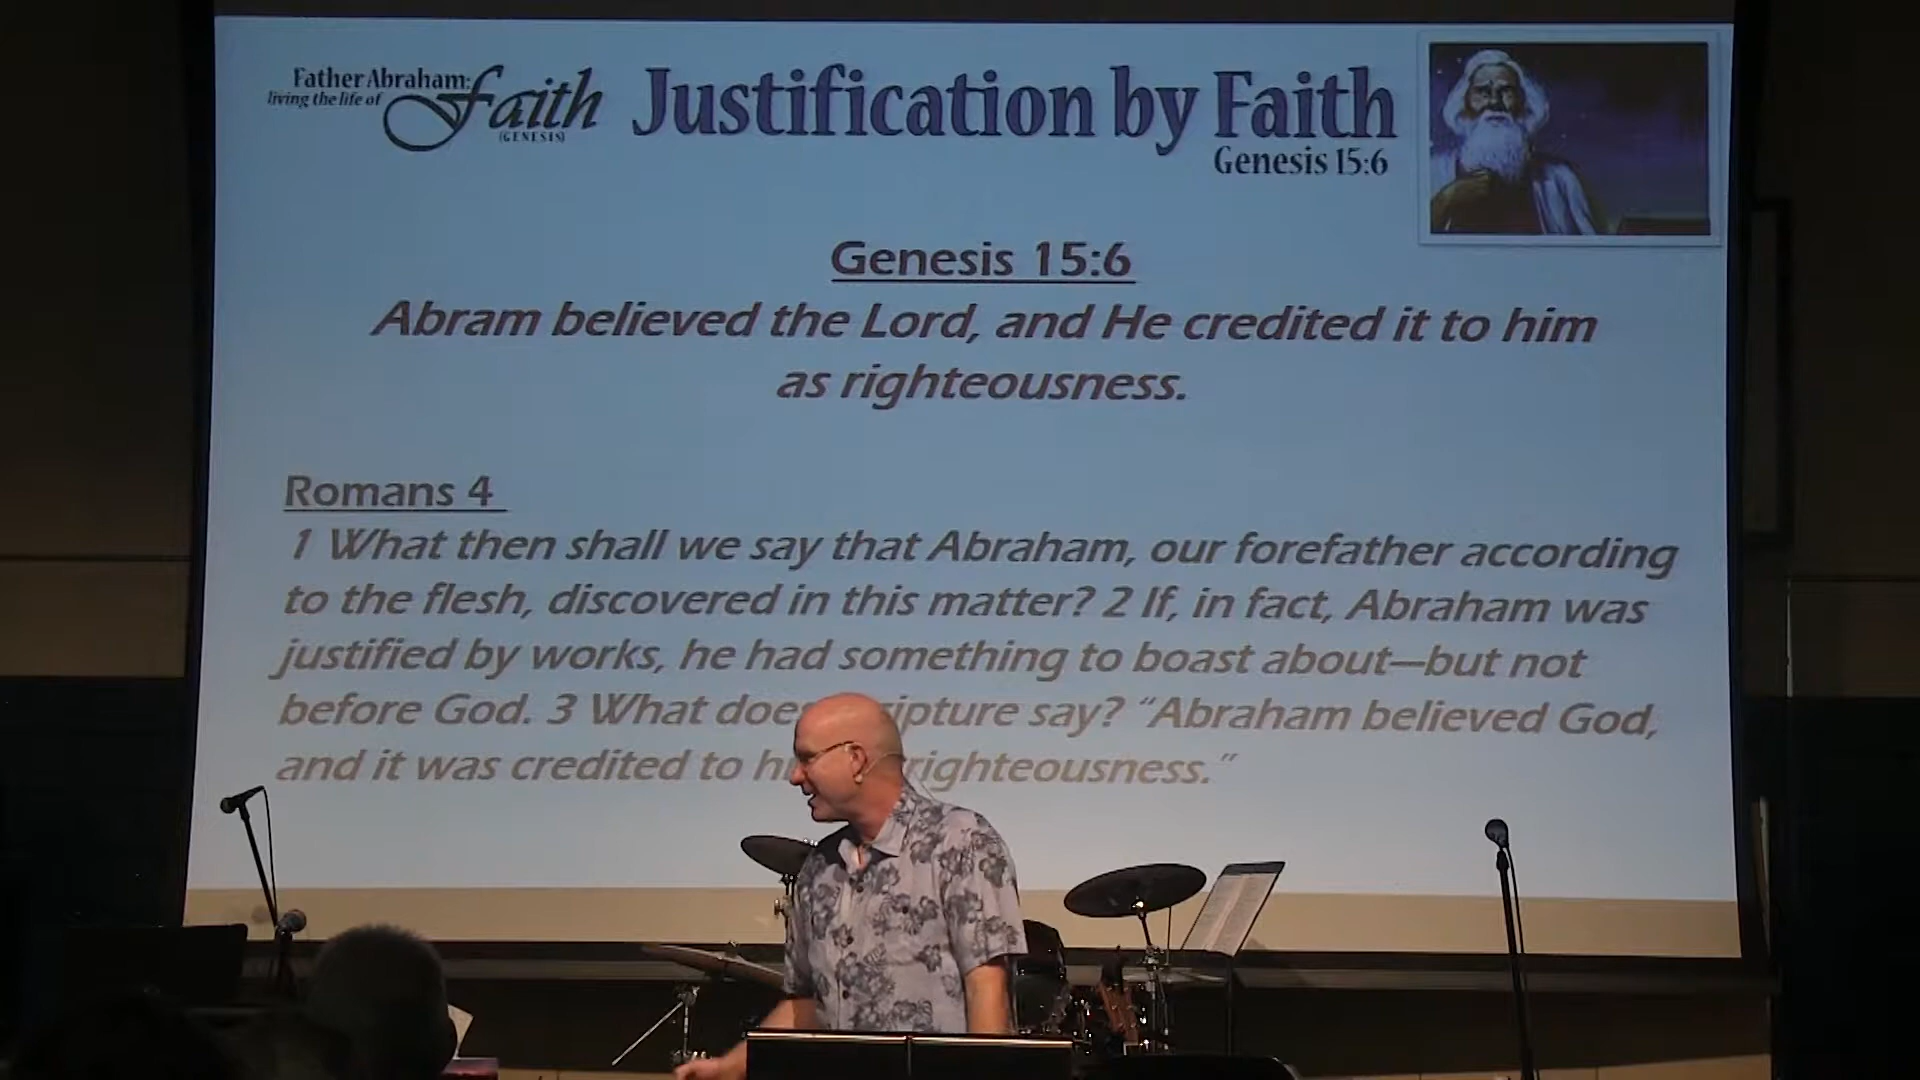 Father Abraham:
living the life of
Faith
(GENESIS)
Justification by Faith
Genesis 15:6
Genesis 15:6
Abram believed the Lord, and He credited it to him
as righteousness.
Romans 4
1 What then shall we say that Abraham, our forefather according
to the flesh, discovered in this matter? 2 If, in fact, Abraham was
justified by works, he had something to boast about—but not
before God. 3 What does ripture say? “Abraham believed God,
and it was credited to hi righteousness.”